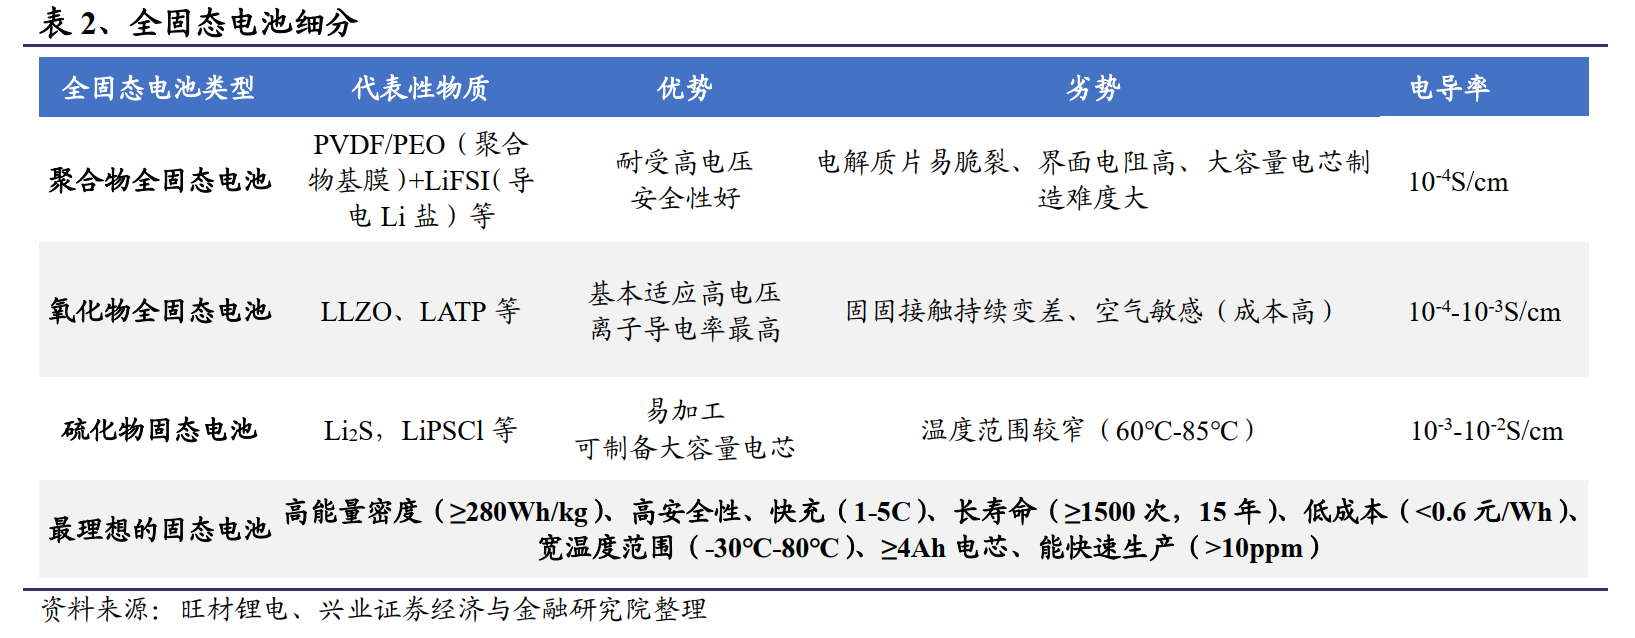 表 2、全固态电池细分
全固态电池类型 代表性物质 优势 劣势 电导率
PVDF/PEO（聚合
物基膜）+LiFSI（导
电 Li 盐）等
聚合物全固态电池
耐受高电压
安全性好
电解质片易脆裂、界面电阻高、大容量电芯制
造难度大
10⁻⁴S/cm
氧化物全固态电池
LLZO、LATP 等
基本适应高电压
离子导电率最高
固固接触持续变差、空气敏感（成本高）
10⁻⁴-10⁻³S/cm
硫化物固态电池
Li₂S，LiPSCl 等
易加工
可制备大容量电芯
温度范围较窄（60℃-85℃）
10⁻³-10⁻²S/cm
最理想的固态电池
高能量密度（≥280Wh/kg）、高安全性、快充（1-5C）、长寿命（≥1500 次，15 年）、低成本（<0.6 元/Wh）、
宽温度范围（-30℃-80℃）、≥4Ah 电芯、能快速生产（>10ppm）
资料来源：旺材锂电、兴业证券经济与金融研究院整理